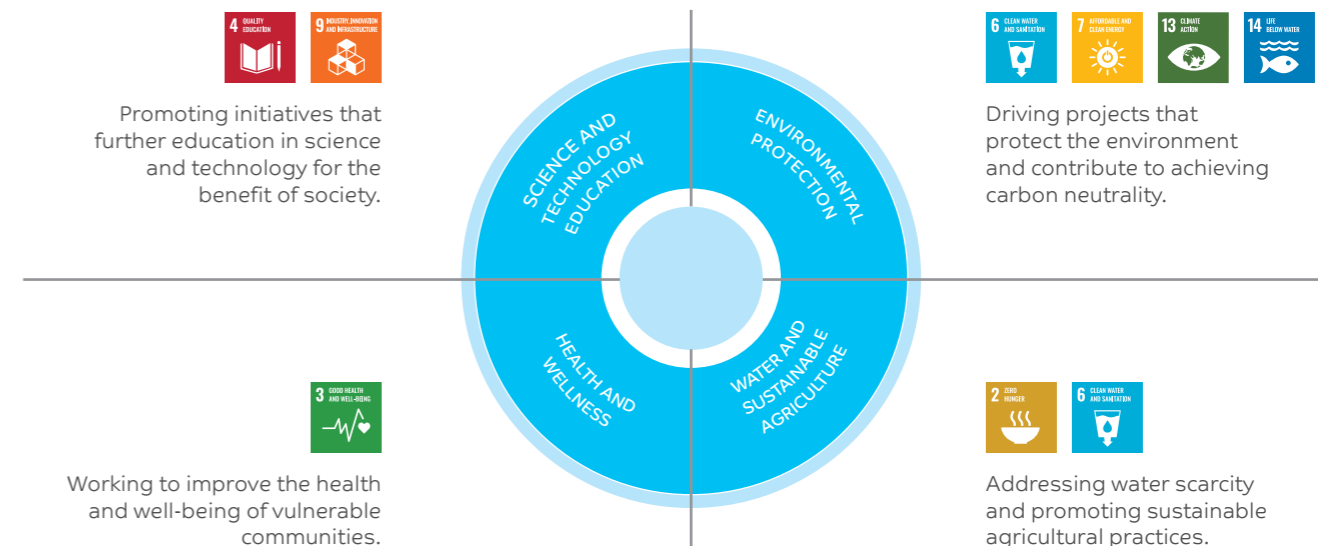 4 QUALITY
EDUCATION
9 INDUSTRY, INNOVATION
AND INFRASTRUCTURE
Promoting initiatives that
further education in science
and technology for the
benefit of society.
SCIENCE AND
TECHNOLOGY
EDUCATION
ENVIRONMENTAL
PROTECTION
6 CLEAN WATER
AND SANITATION
7 AFFORDABLE AND
CLEAN ENERGY
13 CLIMATE
ACTION
14 LIFE
BELOW WATER
Driving projects that
protect the environment
and contribute to achieving
carbon neutrality.
3 GOOD HEALTH
AND WELL-BEING
Working to improve the health
and well-being of vulnerable
communities.
HEALTH AND
WELLNESS
WATER AND
SUSTAINABLE
AGRICULTURE
2 ZERO
HUNGER
6 CLEAN WATER
AND SANITATION
Addressing water scarcity
and promoting sustainable
agricultural practices.